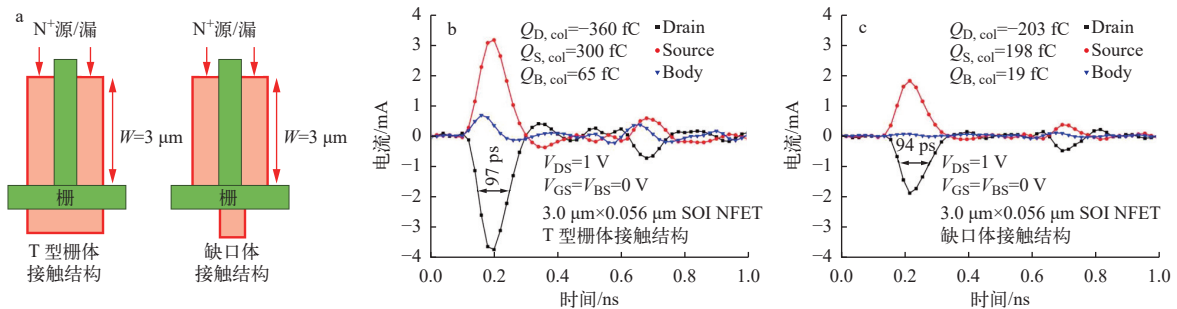 a
N⁺源/漏
N⁺源/漏
W=3 μm
W=3 μm
栅
栅
T 型栅体
接触结构
缺口体
接触结构
b
Q_D, col=−360 fC
Q_S, col=300 fC
Q_B, col=65 fC
Drain
Source
Body
97 ps
V_DS=1 V
V_GS=V_BS=0 V
3.0 μm×0.056 μm SOI NFET
T 型栅体接触结构
电流/mA
4
3
2
1
0
−1
−2
−3
−4
0.0 0.2 0.4 0.6 0.8 1.0
时间/ns
c
Q_D, col=−203 fC
Q_S, col=198 fC
Q_B, col=19 fC
Drain
Source
Body
94 ps
V_DS=1 V
V_GS=V_BS=0 V
3.0 μm×0.056 μm SOI NFET
缺口体接触结构
电流/mA
4
3
2
1
0
−1
−2
−3
−4
0.0 0.2 0.4 0.6 0.8 1.0
时间/ns